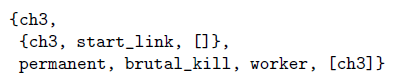 {ch3,
{ch3, start_link, []},
permanent, brutal_kill, worker, [ch3]}